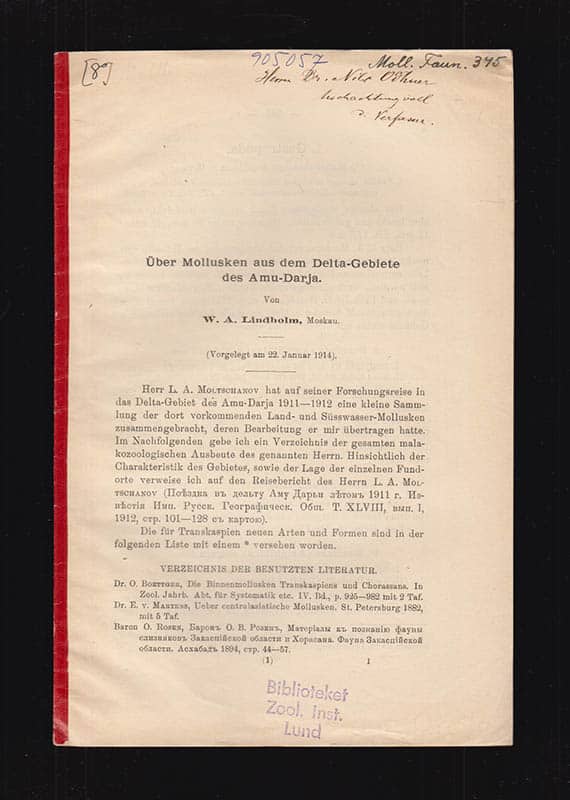 [8°]
905057
Moll. Faun. 345
Herrn Dr. Nils Odhner
hochachtungsvoll
d. Verfasser.
Über Mollusken aus dem Delta-Gebiete
des Amu-Darja.
Von
W. A. Lindholm, Moskau.
(Vorgelegt am 22. Januar 1914).
Herr L. A. MOLTSCHANOV hat auf seiner Forschungsreise in
das Delta-Gebiet des Amu-Darja 1911—1912 eine kleine Samm-
lung der dort vorkommenden Land- und Süsswasser-Mollusken
zusammengebracht, deren Bearbeitung er mir übertragen hatte.
Im Nachfolgenden gebe ich ein Verzeichnis der gesamten mala-
kozoologischen Ausbeute des genannten Herrn. Hinsichtlich der
Charakteristik des Gebietes, sowie der Lage der einzelnen Fund-
orte verweise ich auf den Reisebericht des Herrn L. A. MOL-
TSCHANOV (Поѣздка въ дельту Аму Дарьи лѣтомъ 1911 г. Из-
вѣстія Имп. Русск. Географическ. Общ. Т. XLVIII, вып. I,
1912, стр. 101—128 съ картою).
Die für Transkaspien neuen Arten und Formen sind in der
folgenden Liste mit einem * versehen worden.
VERZEICHNIS DER BENUTZTEN LITERATUR.
Dr. O. BOETTGER, Die Binnenmollusken Transkaspiens und Chorassans. In
Zool. Jahrb. Abt. für Systematik etc. IV. Bd., p. 925—982 mit 2 Taf.
Dr. E. v. MARTENS, Ueber centralasiatische Mollusken. St. Petersburg 1882,
mit 5 Taf.
Baron O. ROSEN, Баронъ О. В. Розенъ, Матеріалы къ познанію фауны
слизняковъ Закаспійской области и Хорасана. Фауна Закаспійской
области. Асхабадъ 1894, стр. 44—57.
(1)
1
Biblioteket
Zool. Inst.
Lund